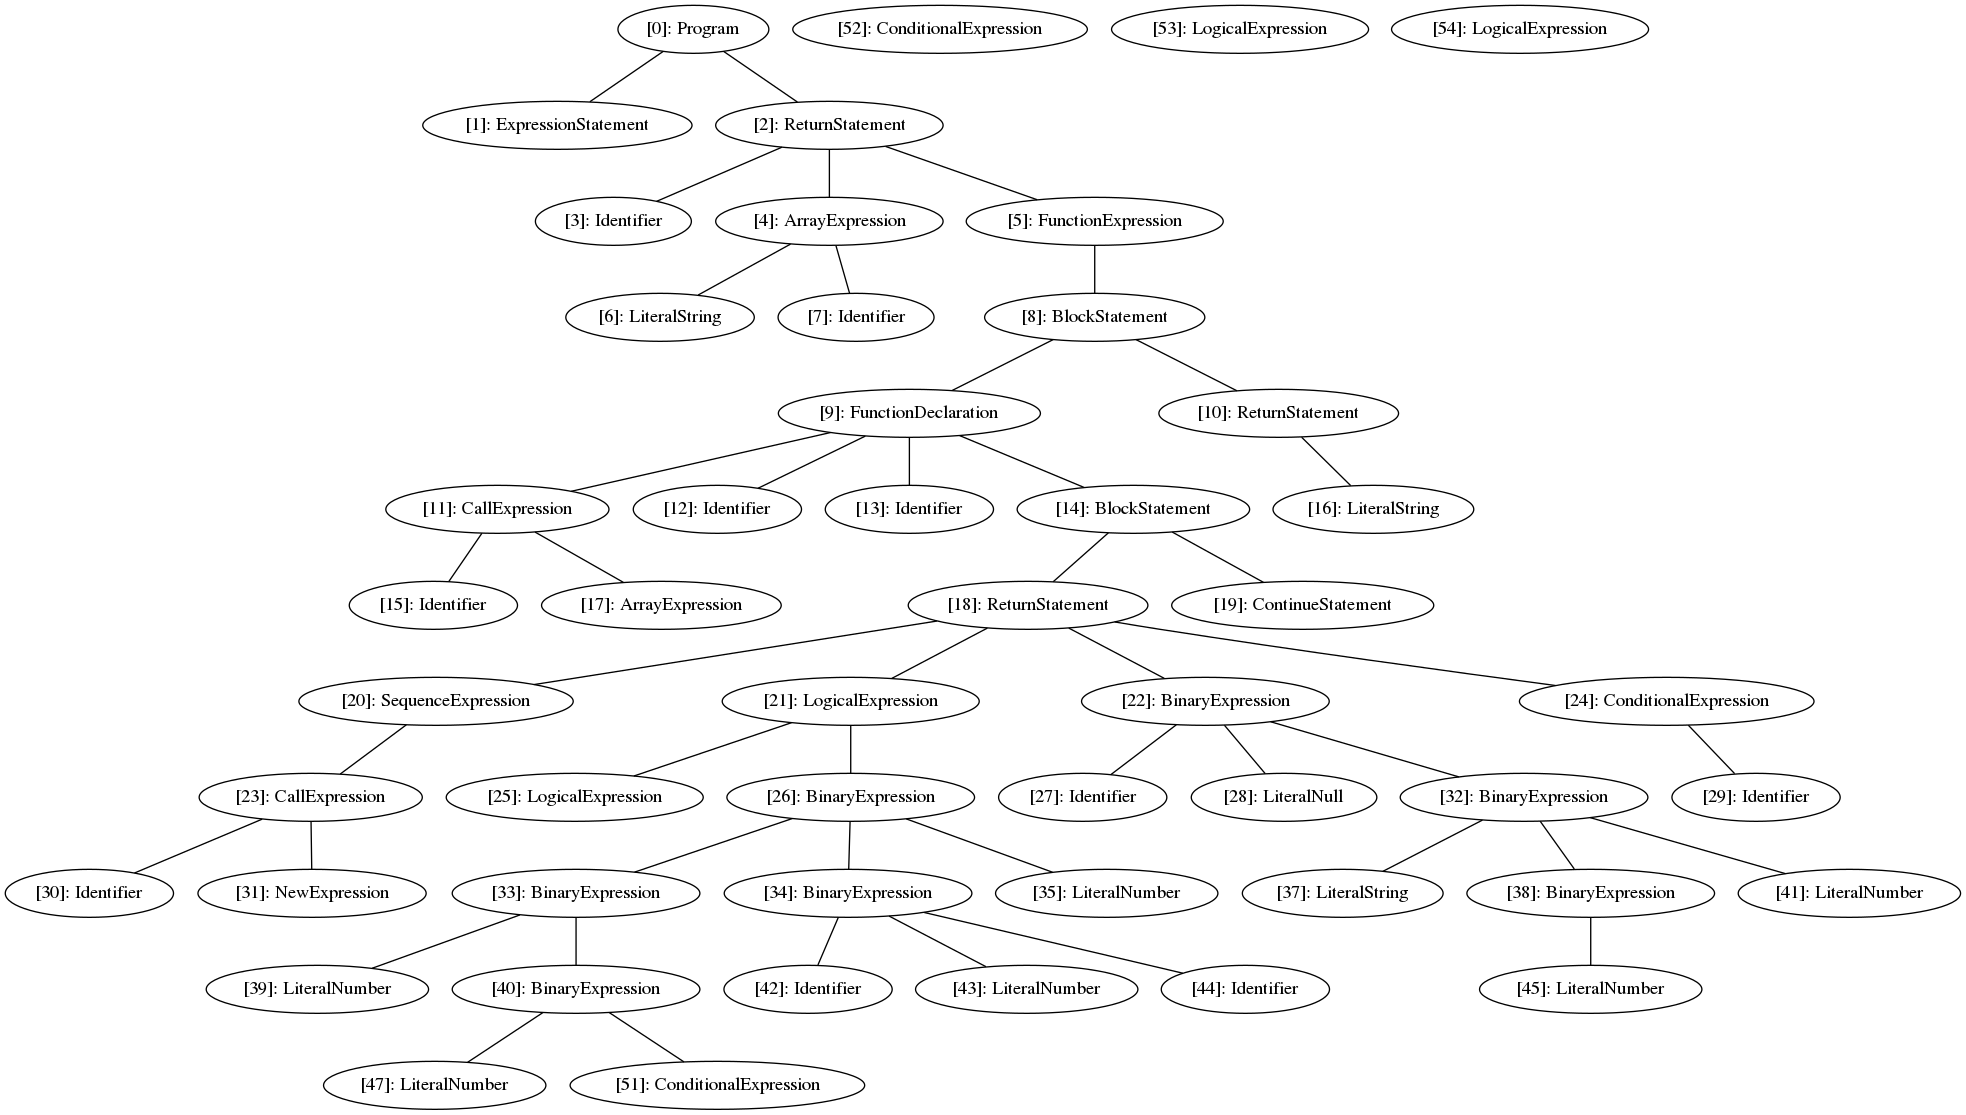 [0]: Program
[52]: ConditionalExpression
[53]: LogicalExpression
[54]: LogicalExpression
[1]: ExpressionStatement
[2]: ReturnStatement
[3]: Identifier
[4]: ArrayExpression
[5]: FunctionExpression
[6]: LiteralString
[7]: Identifier
[8]: BlockStatement
[9]: FunctionDeclaration
[10]: ReturnStatement
[11]: CallExpression
[12]: Identifier
[13]: Identifier
[14]: BlockStatement
[16]: LiteralString
[15]: Identifier
[17]: ArrayExpression
[18]: ReturnStatement
[19]: ContinueStatement
[20]: SequenceExpression
[21]: LogicalExpression
[22]: BinaryExpression
[24]: ConditionalExpression
[23]: CallExpression
[25]: LogicalExpression
[26]: BinaryExpression
[27]: Identifier
[28]: LiteralNull
[32]: BinaryExpression
[29]: Identifier
[30]: Identifier
[31]: NewExpression
[33]: BinaryExpression
[34]: BinaryExpression
[35]: LiteralNumber
[37]: LiteralString
[38]: BinaryExpression
[41]: LiteralNumber
[39]: LiteralNumber
[40]: BinaryExpression
[42]: Identifier
[43]: LiteralNumber
[44]: Identifier
[45]: LiteralNumber
[47]: LiteralNumber
[51]: ConditionalExpression